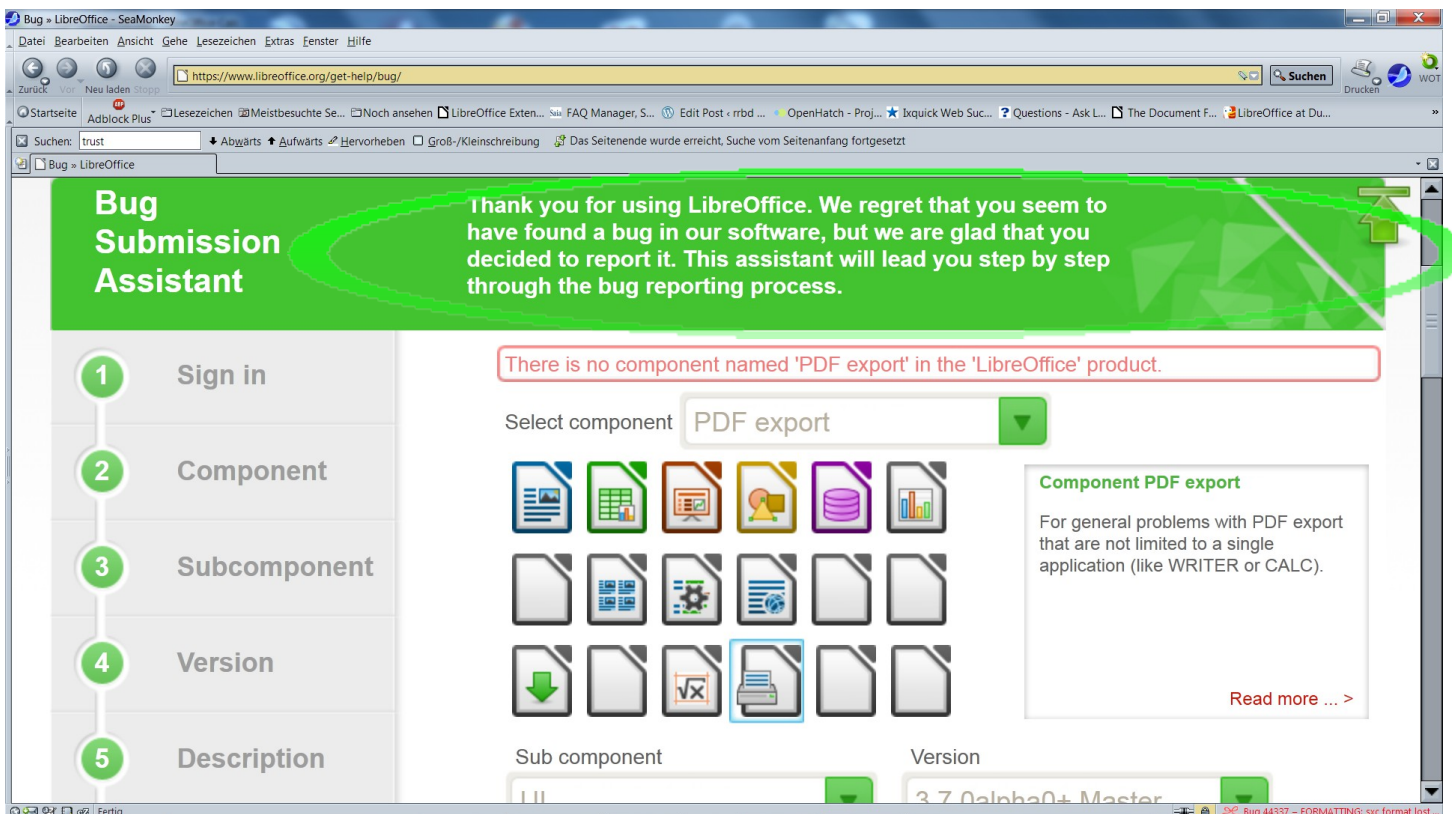 Bug » LibreOffice - SeaMonkey
Datei Bearbeiten Ansicht Gehe Lesezeichen Extras Fenster Hilfe
Zurück Vor Neu laden Stopp https://www.libreoffice.org/get-help/bug/ Suchen Drucken WOT
Startseite Adblock Plus Lesezeichen Meistbesuchte Se... Noch ansehen LibreOffice Exten... FAQ Manager, S... Edit Post ‹ rrbd ... OpenHatch - Proj... Ixquick Web Suc... Questions - Ask L... The Document F... LibreOffice at Du... »
Suchen: trust Abwärts Aufwärts Hervorheben Groß-/Kleinschreibung Das Seitenende wurde erreicht, Suche vom Seitenanfang fortgesetzt
Bug » LibreOffice
Bug
Submission
Assistant
Thank you for using LibreOffice. We regret that you seem to
have found a bug in our software, but we are glad that you
decided to report it. This assistant will lead you step by step
through the bug reporting process.
1 Sign in
2 Component
3 Subcomponent
4 Version
5 Description
There is no component named 'PDF export' in the 'LibreOffice' product.
Select component PDF export
Component PDF export
For general problems with PDF export
that are not limited to a single
application (like WRITER or CALC).
Read more ... >
√x
Sub component Version
UI 3.7.0alpha0+ Master
Fertig Bug 44337 – FORMATTING: sxc format lost...